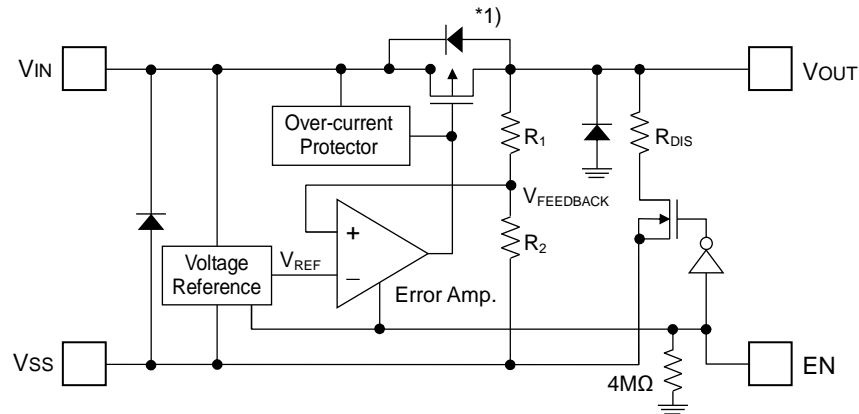 *1)
VIN
VOUT
Over-current
Protector
R1
RDIS
VFEEDBACK
+
R2
Voltage
Reference
VREF
−
Error Amp.
VSS
EN
4MΩ